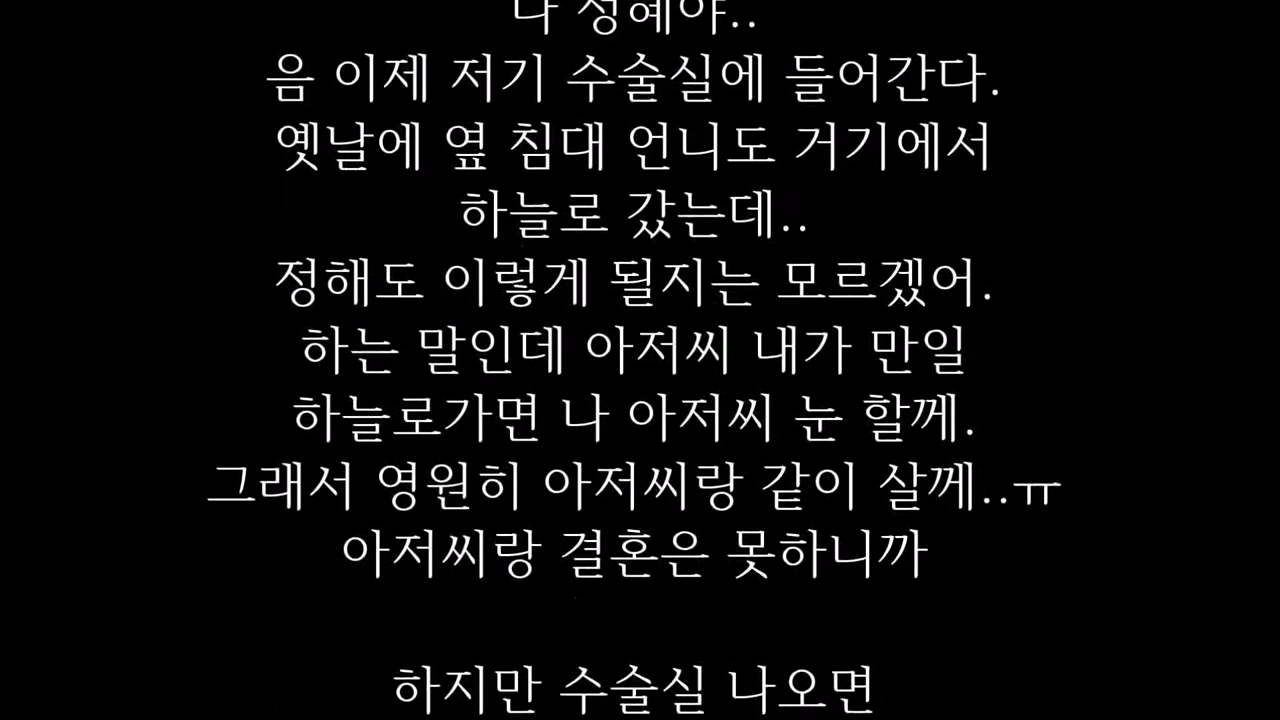 나 정혜야..
음 이제 저기 수술실에 들어간다.
옛날에 옆 침대 언니도 거기에서
하늘로 갔는데..
정해도 이렇게 될지는 모르겠어.
하는 말인데 아저씨 내가 만일
하늘로가면 나 아저씨 눈 할께.
그래서 영원히 아저씨랑 같이 살께..ㅠ
아저씨랑 결혼은 못하니까
하지만 수술실 나오면